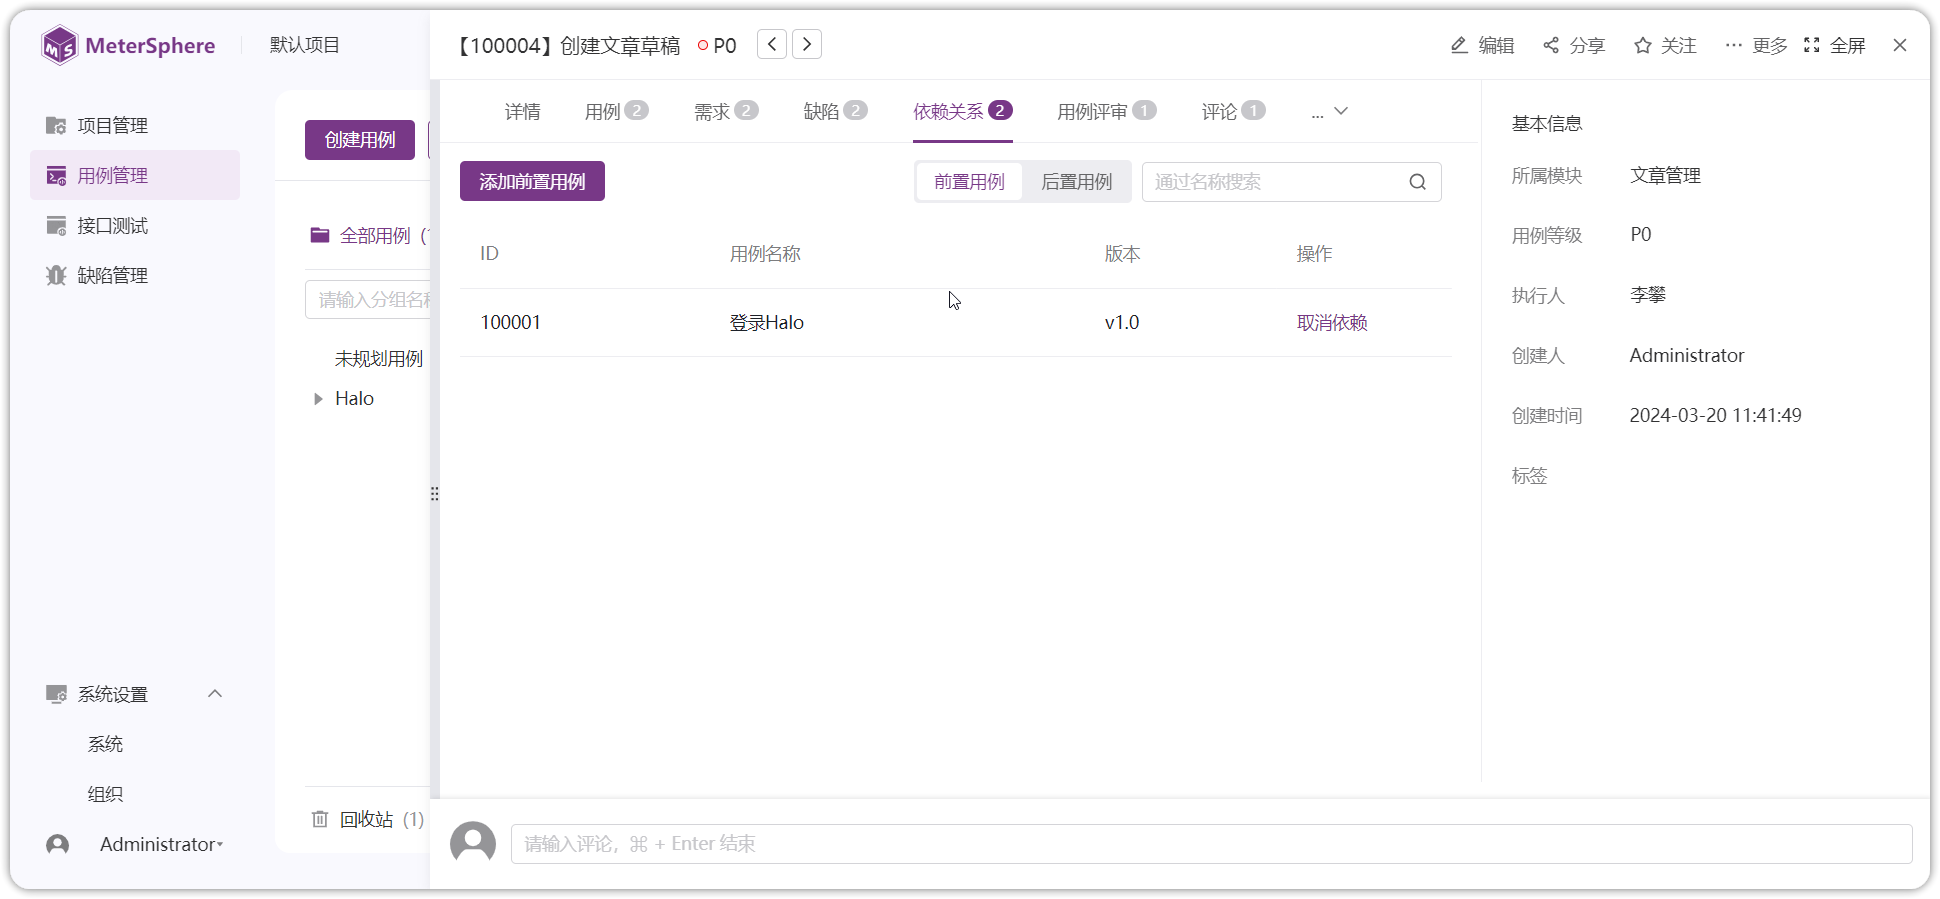 MeterSphere
默认项目
项目管理
用例管理
接口测试
缺陷管理
系统设置
系统
组织
Administrator
创建用例
全部用例
请输入分组名
未规划用例
Halo
回收站 (1)
【100004】创建文章草稿
P0
编辑
分享
关注
更多
全屏
详情
用例 2
需求 2
缺陷 2
依赖关系 2
用例评审 1
评论 1
...
添加前置用例
前置用例
后置用例
通过名称搜索
ID 用例名称 版本 操作
100001 登录Halo v1.0 取消依赖
基本信息
所属模块 文章管理
用例等级 P0
执行人 李攀
创建人 Administrator
创建时间 2024-03-20 11:41:49
标签
请输入评论，⌘ + Enter 结束